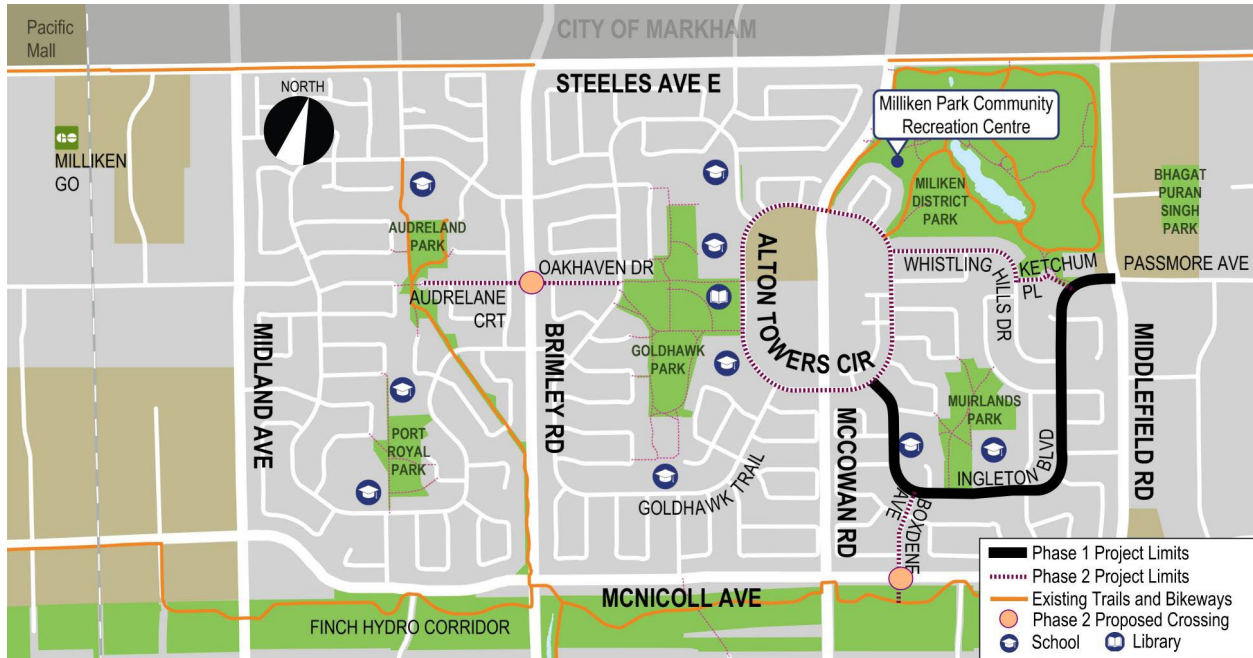 Pacific
Mall
CITY OF MARKHAM
STEELES AVE E
NORTH
Milliken Park Community
Recreation Centre
GO
MILLIKEN
GO
MILIKEN
DISTRICT
PARK
BHAGAT
PURAN
SINGH
PARK
AUDRELAND
PARK
OAKHAVEN DR
AUDRELANE
CRT
ALTON TOWERS CIR
WHISTLING
HILLS DR
KETCHUM
PL
PASSMORE AVE
MIDLAND AVE
BRIMLEY RD
GOLDHAWK
PARK
MCCOWAN RD
MIDDLEFIELD RD
MUIRLANDS
PARK
PORT
ROYAL
PARK
INGLETON
BLVD
GOLDHAWK TRAIL
BOXDENE
AVE
MCNICOLL AVE
FINCH HYDRO CORRIDOR
Phase 1 Project Limits
Phase 2 Project Limits
Existing Trails and Bikeways
Phase 2 Proposed Crossing
School
Library